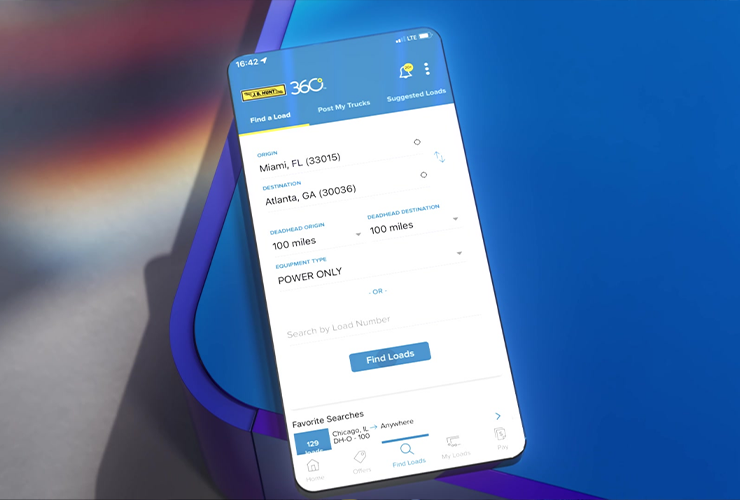 16:42
LTE
J.B. HUNT
360°
Find a Load
Post My Trucks
Suggested Loads
ORIGIN
Miami, FL (33015)
DESTINATION
Atlanta, GA (30036)
DEADHEAD ORIGIN
DEADHEAD DESTINATION
100 miles
100 miles
EQUIPMENT TYPE
POWER ONLY
- OR -
Search by Load Number
Find Loads
Favorite Searches
129
loads
Chicago, IL → Anywhere
DH-O - 100
Home
Offers
Find Loads
My Loads
Pay